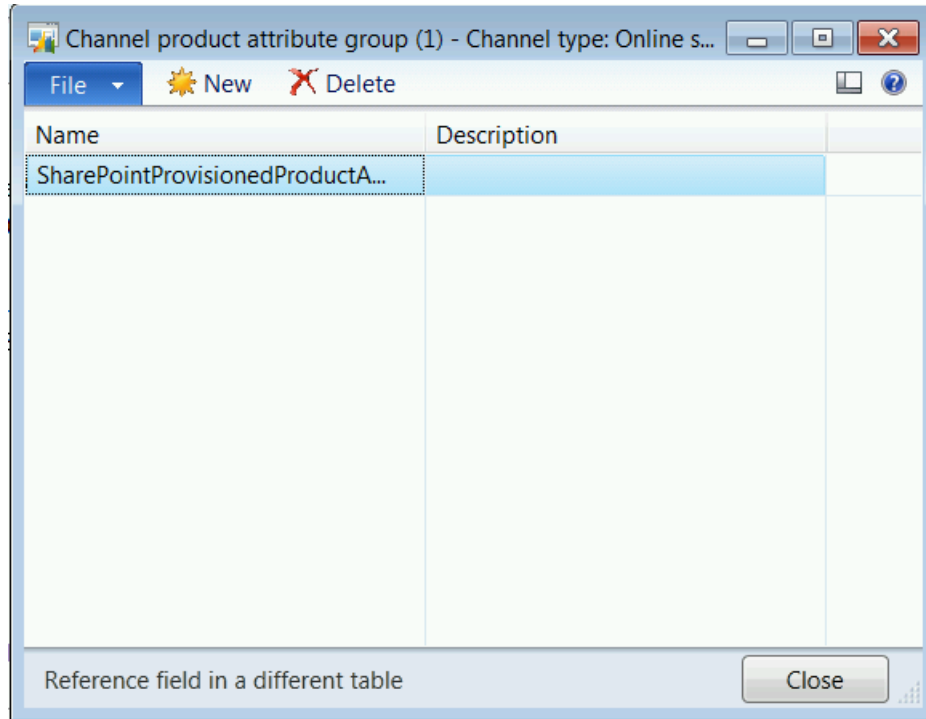 Channel product attribute group (1) - Channel type: Online s...
File New Delete
Name Description
SharePointProvisionedProductA...
Reference field in a different table Close